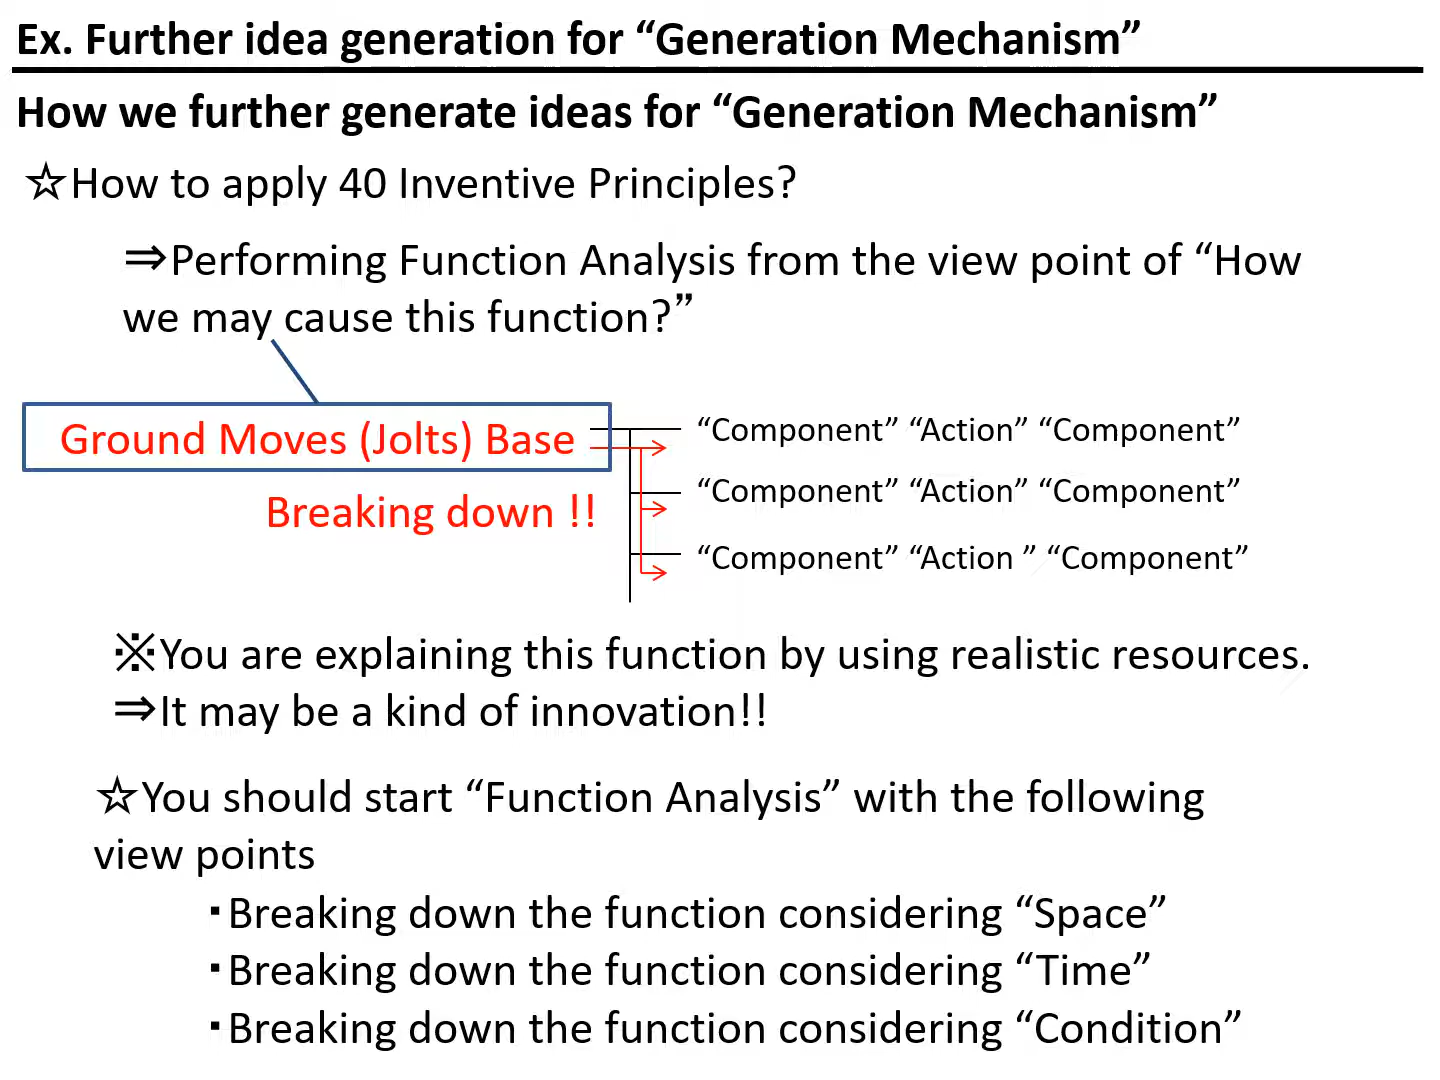 Ex. Further idea generation for “Generation Mechanism”
How we further generate ideas for “Generation Mechanism”
☆How to apply 40 Inventive Principles?
⇒Performing Function Analysis from the view point of “How
we may cause this function?”
Ground Moves (Jolts) Base
“Component” “Action” “Component”
“Component” “Action” “Component”
Breaking down !!
“Component” “Action ” “Component”
※You are explaining this function by using realistic resources.
⇒It may be a kind of innovation!!
☆You should start “Function Analysis” with the following
view points
・Breaking down the function considering “Space”
・Breaking down the function considering “Time”
・Breaking down the function considering “Condition”